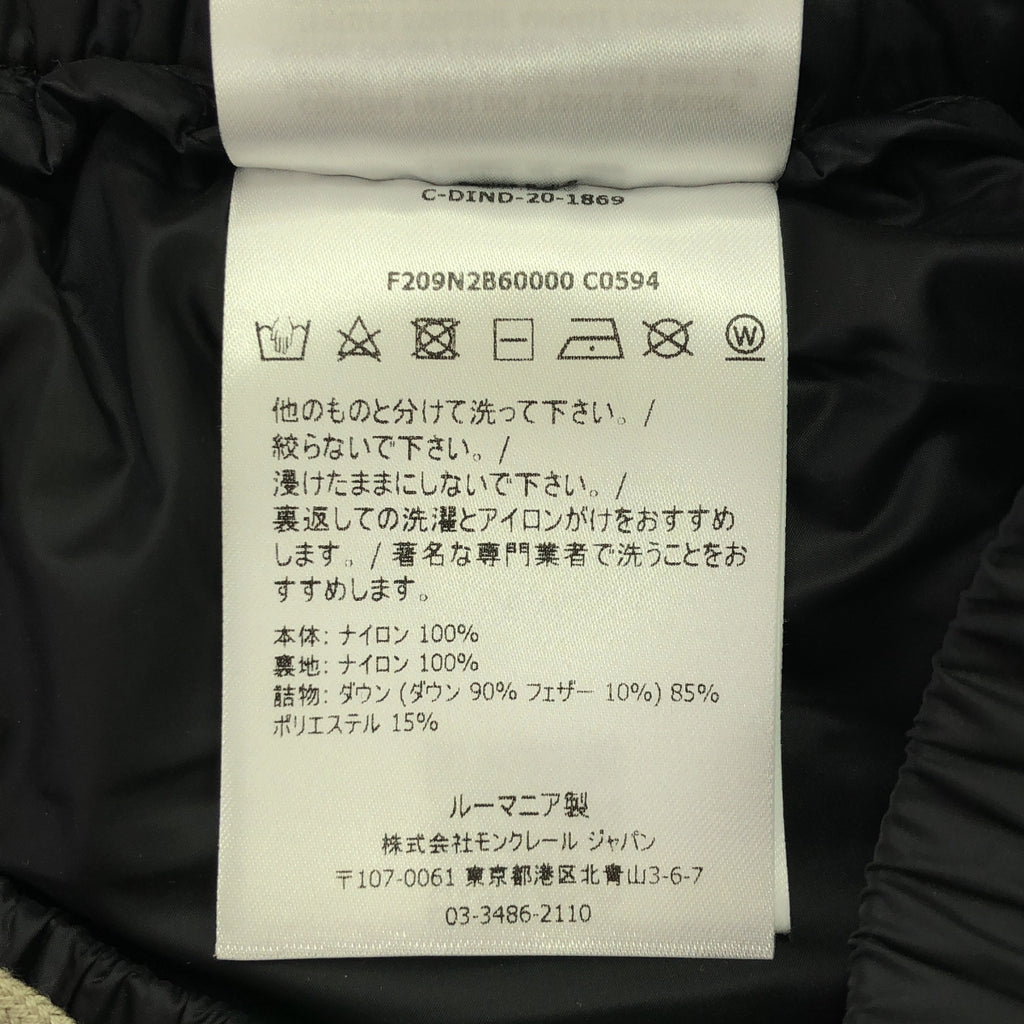 C-DIND-20-1869
F209N2B60000 C0594
W
他のものと分けて洗って下さい。/
絞らないで下さい。/
浸けたままにしないで下さい。/
裏返しての洗濯とアイロンがけをおすすめ
します。/ 著名な専門業者で洗うことをお
すすめします。
本体: ナイロン 100%
裏地: ナイロン 100%
詰物: ダウン (ダウン 90% フェザー 10%) 85%
ポリエステル 15%
ルーマニア製
株式会社モンクレール ジャパン
〒107-0061 東京都港区北青山3-6-7
03-3486-2110